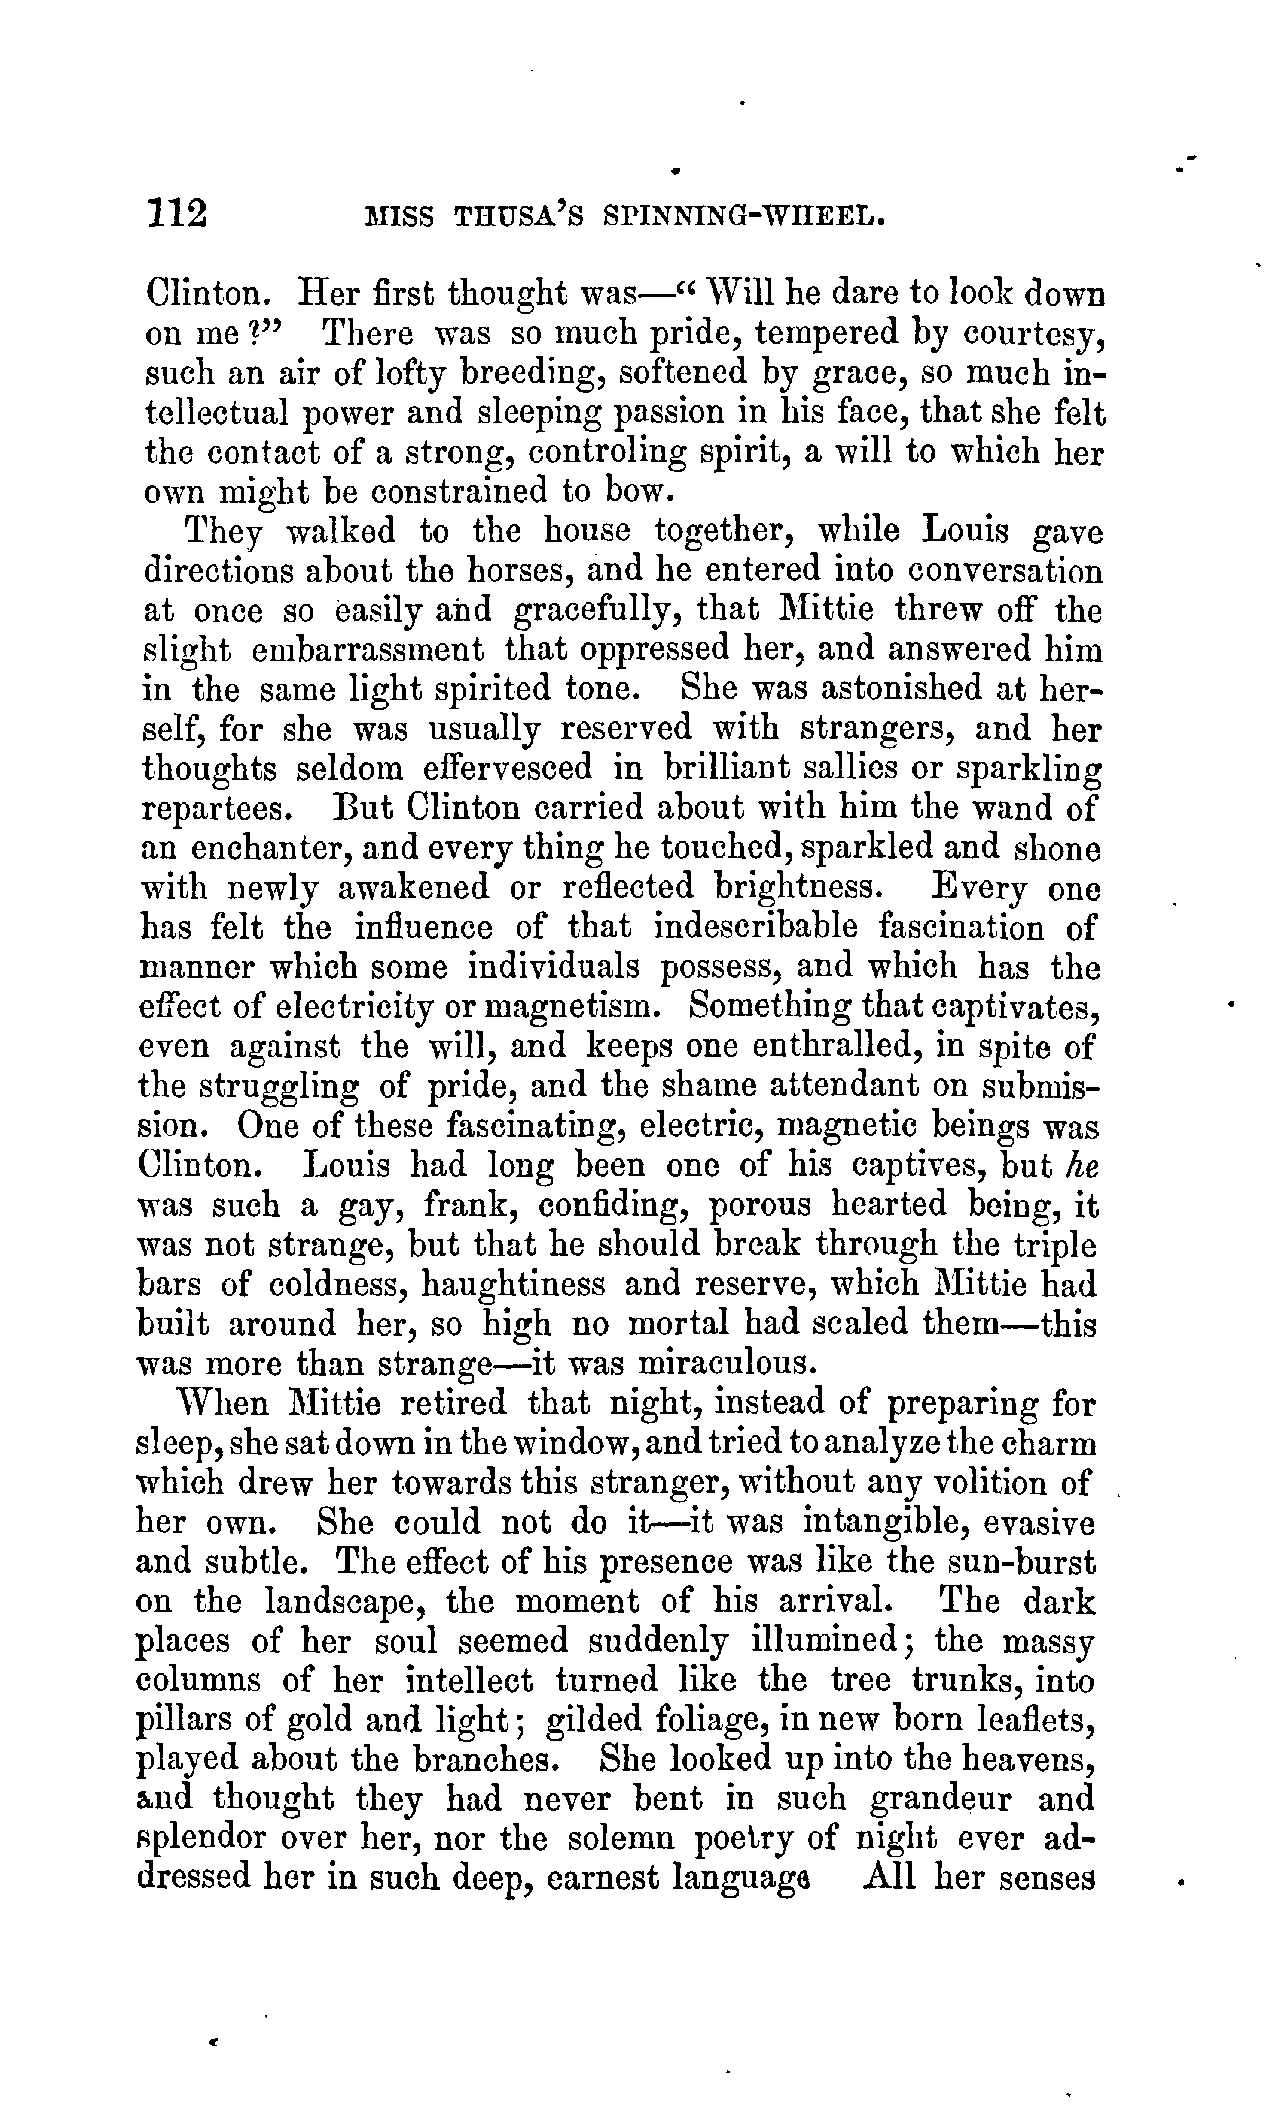 112 MISS THUSA'S SPINNING-WHEEL.
Clinton. Her first thought was—“ Will he dare to look down
on me ?” There was so much pride, tempered by courtesy,
such an air of lofty breeding, softened by grace, so much in-
tellectual power and sleeping passion in his face, that she felt
the contact of a strong, controling spirit, a will to which her
own might be constrained to bow.
They walked to the house together, while Louis gave
directions about the horses, and he entered into conversation
at once so easily and gracefully, that Mittie threw off the
slight embarrassment that oppressed her, and answered him
in the same light spirited tone. She was astonished at her-
self, for she was usually reserved with strangers, and her
thoughts seldom effervesced in brilliant sallies or sparkling
repartees. But Clinton carried about with him the wand of
an enchanter, and every thing he touched, sparkled and shone
with newly awakened or reflected brightness. Every one
has felt the influence of that indescribable fascination of
manner which some individuals possess, and which has the
effect of electricity or magnetism. Something that captivates,
even against the will, and keeps one enthralled, in spite of
the struggling of pride, and the shame attendant on submis-
sion. One of these fascinating, electric, magnetic beings was
Clinton. Louis had long been one of his captives, but he
was such a gay, frank, confiding, porous hearted being, it
was not strange, but that he should break through the triple
bars of coldness, haughtiness and reserve, which Mittie had
built around her, so high no mortal had scaled them—this
was more than strange—it was miraculous.
When Mittie retired that night, instead of preparing for
sleep, she sat down in the window, and tried to analyze the charm
which drew her towards this stranger, without any volition of
her own. She could not do it—it was intangible, evasive
and subtle. The effect of his presence was like the sun-burst
on the landscape, the moment of his arrival. The dark
places of her soul seemed suddenly illumined; the massy
columns of her intellect turned like the tree trunks, into
pillars of gold and light; gilded foliage, in new born leaflets,
played about the branches. She looked up into the heavens,
and thought they had never bent in such grandeur and
splendor over her, nor the solemn poetry of night ever ad-
dressed her in such deep, earnest language All her senses